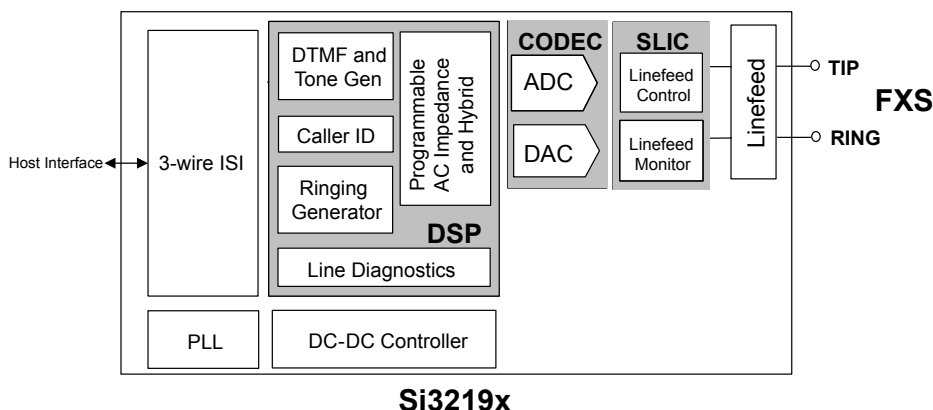 Host Interface
3-wire ISI
DTMF and
Tone Gen
Caller ID
Ringing
Generator
Programmable
AC Impedance
and Hybrid
DSP
Line Diagnostics
CODEC
ADC
DAC
SLIC
Linefeed
Control
Linefeed
Monitor
Linefeed
TIP
FXS
RING
PLL
DC-DC Controller
Si3219x